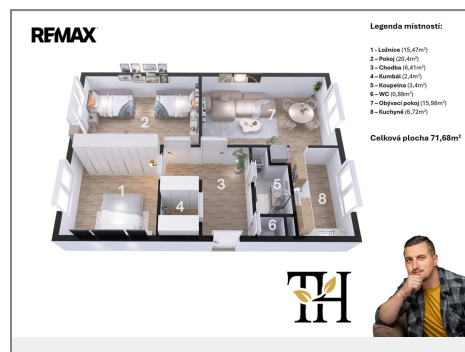 RE/MAX
Legenda místností:
1 - Ložnice (15,47m²)
2 – Pokoj (20,4m²)
3 – Chodba (6,41m²)
4 – Kumbál (2,4m²)
5 – Koupelna (3,4m²)
6 – WC (0,88m²)
7 – Obývací pokoj (15,98m²)
8 – Kuchyně (6,72m²)
Celková plocha 71,68m²
2
7
1
3
4
5
6
8
TH